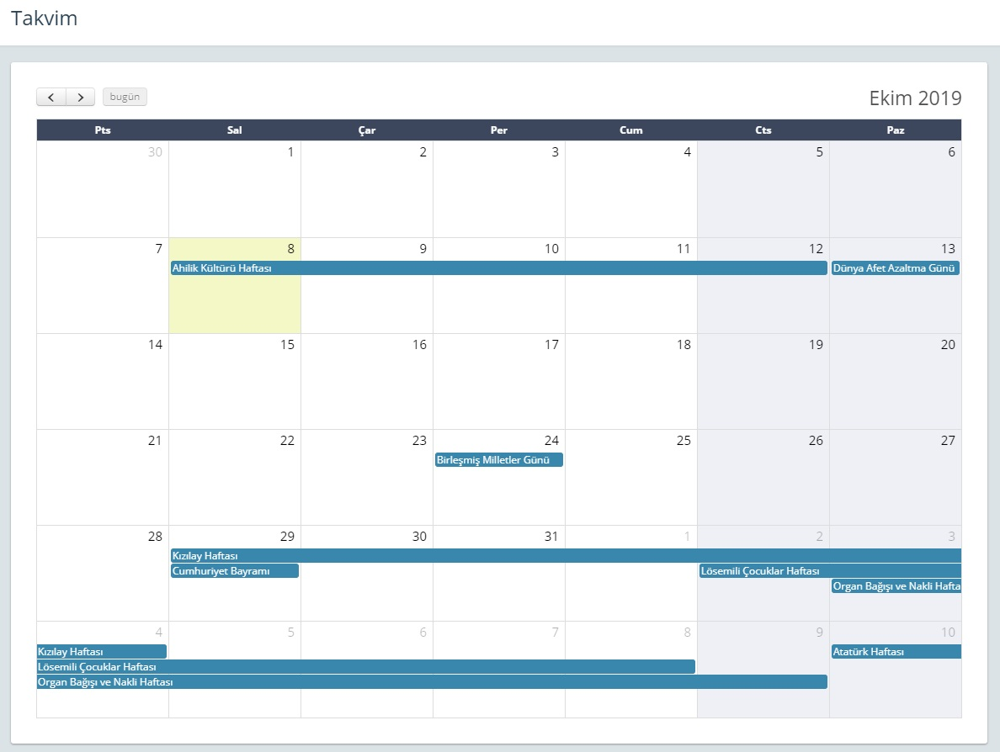 Takvim
bugün
Ekim 2019
Pts Sal Çar Per Cum Cts Paz
30 1 2 3 4 5 6
7 8 9 10 11 12 13
Ahilik Kültürü Haftası Dünya Afet Azaltma Günü
14 15 16 17 18 19 20
21 22 23 24 25 26 27
Birleşmiş Milletler Günü
28 29 30 31 1 2 3
Kızılay Haftası
Cumhuriyet Bayramı Lösemili Çocuklar Haftası
Organ Bağışı ve Nakli Hafta
4 5 6 7 8 9 10
Kızılay Haftası Atatürk Haftası
Lösemili Çocuklar Haftası
Organ Bağışı ve Nakli Haftası